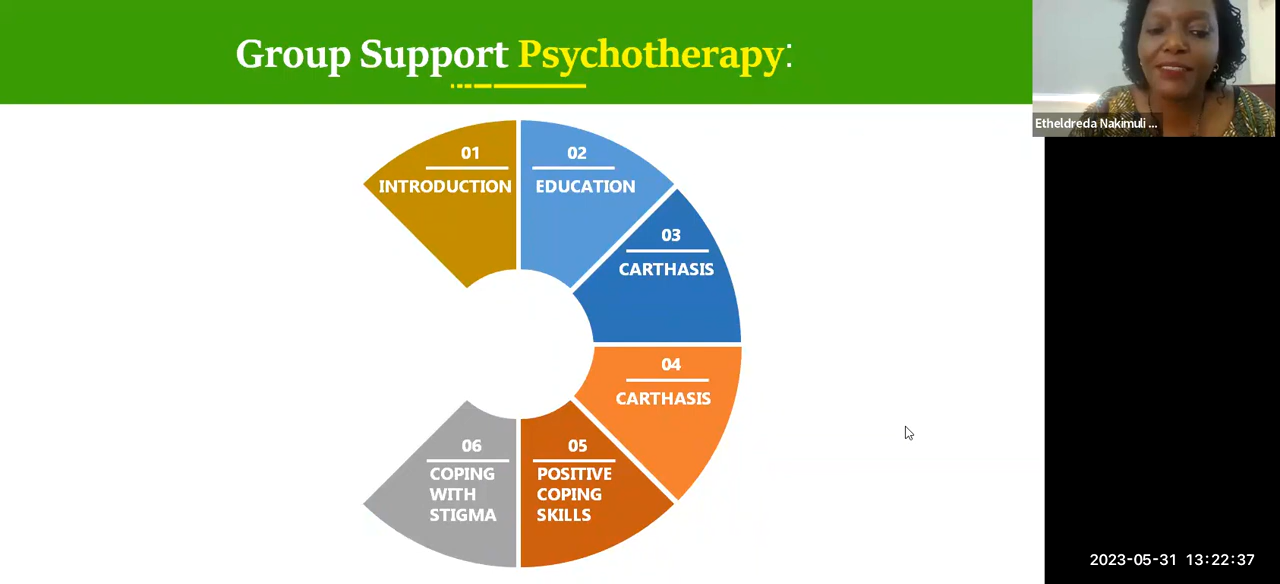 Group Support Psychotherapy:
Etheldreda Nakimuli ...
01
INTRODUCTION
02
EDUCATION
03
CARTHASIS
04
CARTHASIS
05
POSITIVE
COPING
SKILLS
06
COPING
WITH
STIGMA
2023-05-31 13:22:37